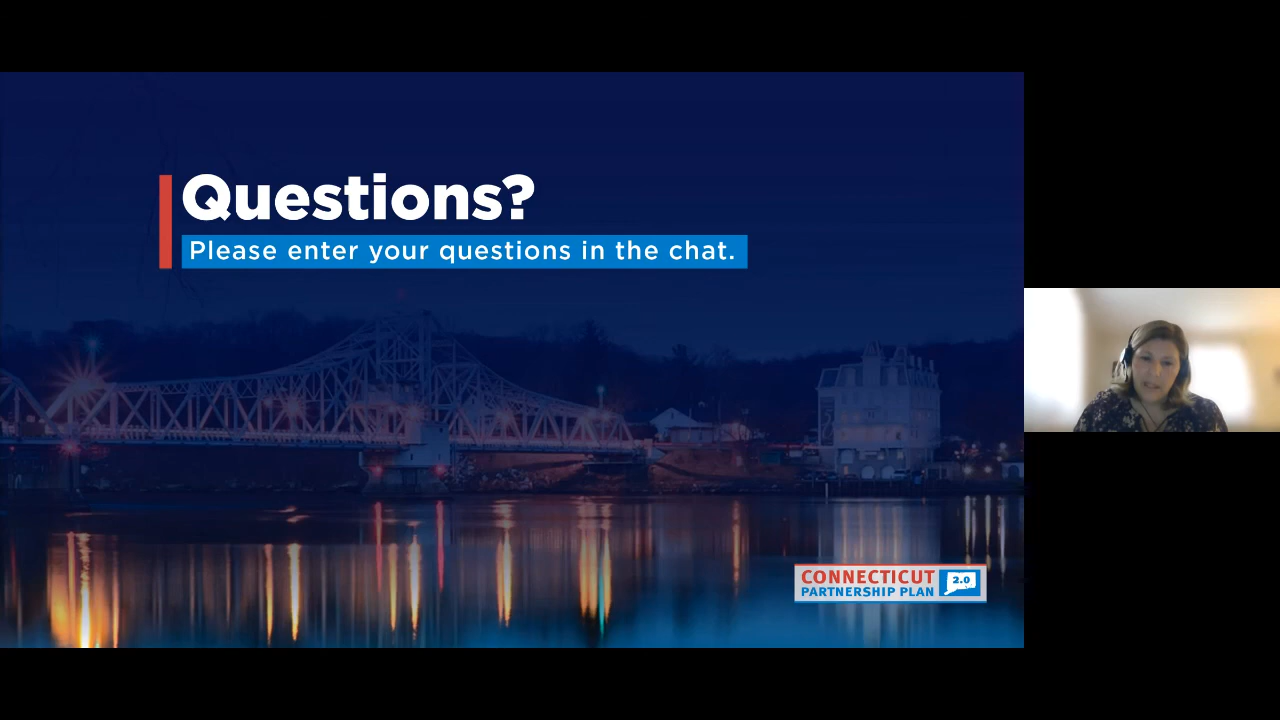 Questions?
Please enter your questions in the chat.
CONNECTICUT
PARTNERSHIP PLAN
2.0